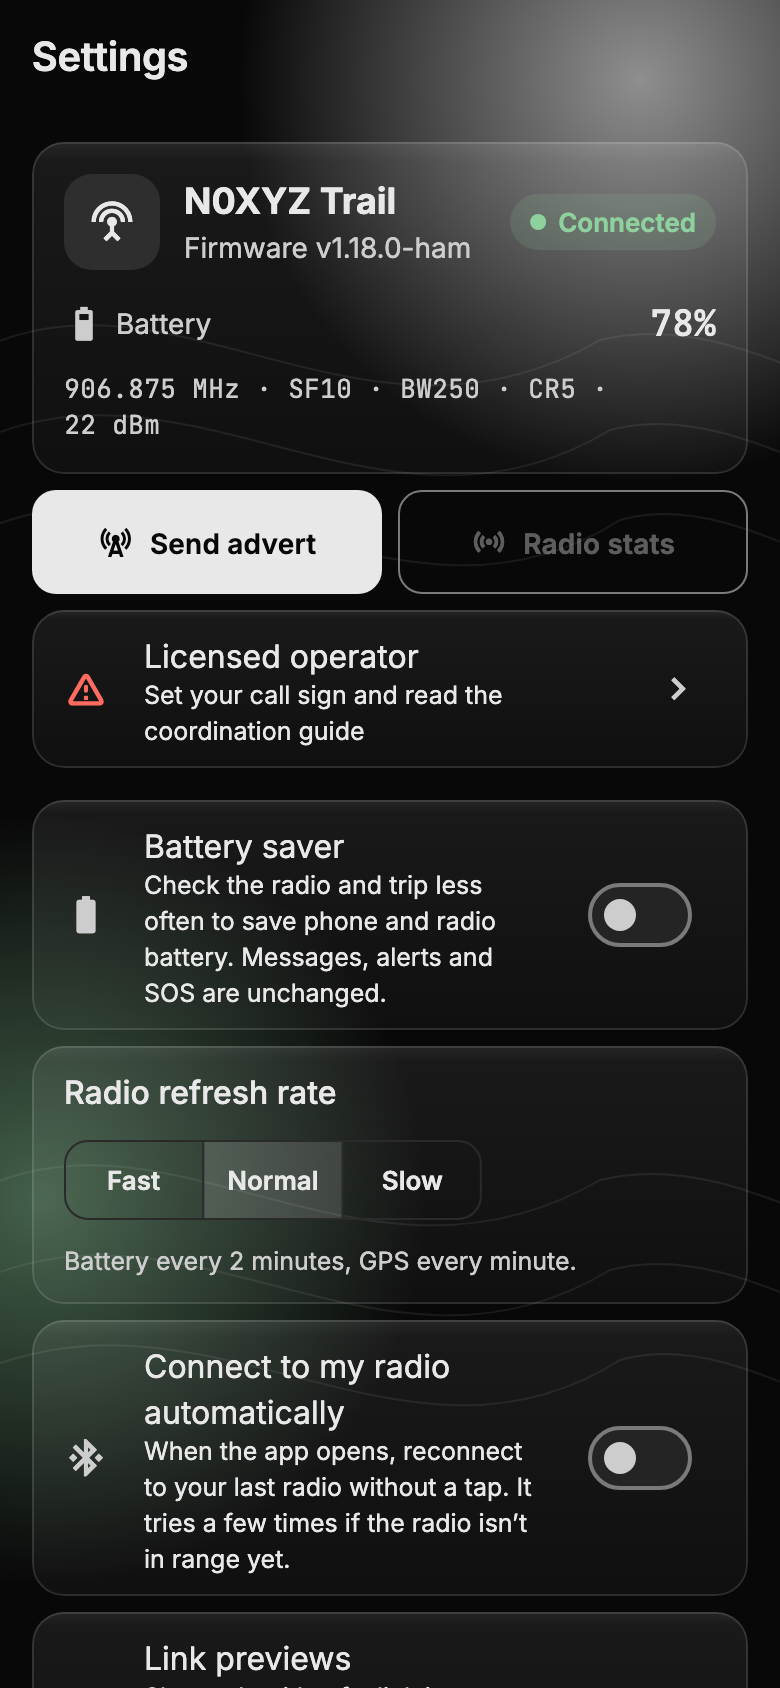 Settings
N0XYZ Trail
Firmware v1.18.0-ham
Connected
Battery
78%
906.875 MHz · SF10 · BW250 · CR5 ·
22 dBm
Send advert
Radio stats
Licensed operator
Set your call sign and read the
coordination guide
Battery saver
Check the radio and trip less
often to save phone and radio
battery. Messages, alerts and
SOS are unchanged.
Radio refresh rate
Fast
Normal
Slow
Battery every 2 minutes, GPS every minute.
Connect to my radio
automatically
When the app opens, reconnect
to your last radio without a tap. It
tries a few times if the radio isn’t
in range yet.
Link previews